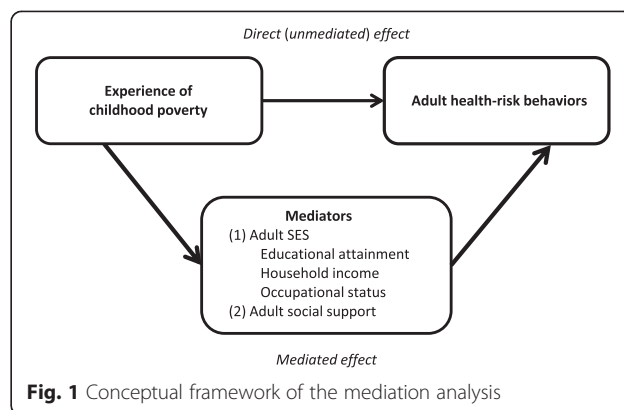 Direct (unmediated) effect
Experience of
childhood poverty
Adult health-risk behaviors
Mediators
(1) Adult SES
Educational attainment
Household income
Occupational status
(2) Adult social support
Mediated effect
Fig. 1 Conceptual framework of the mediation analysis